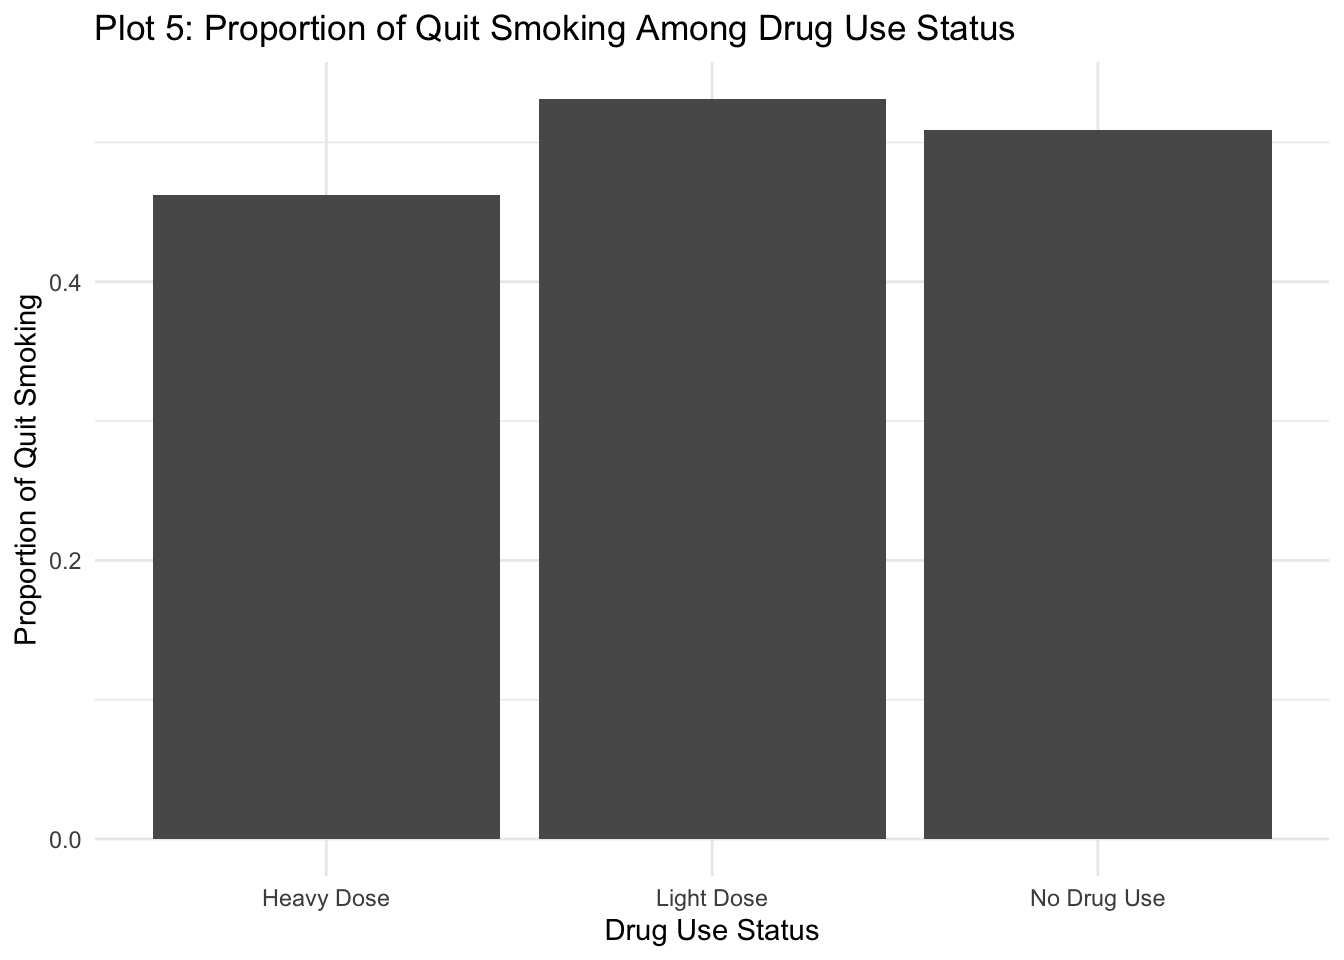 Plot 5: Proportion of Quit Smoking Among Drug Use Status
Proportion of Quit Smoking
0.4
0.2
0.0
Heavy Dose
Light Dose
No Drug Use
Drug Use Status